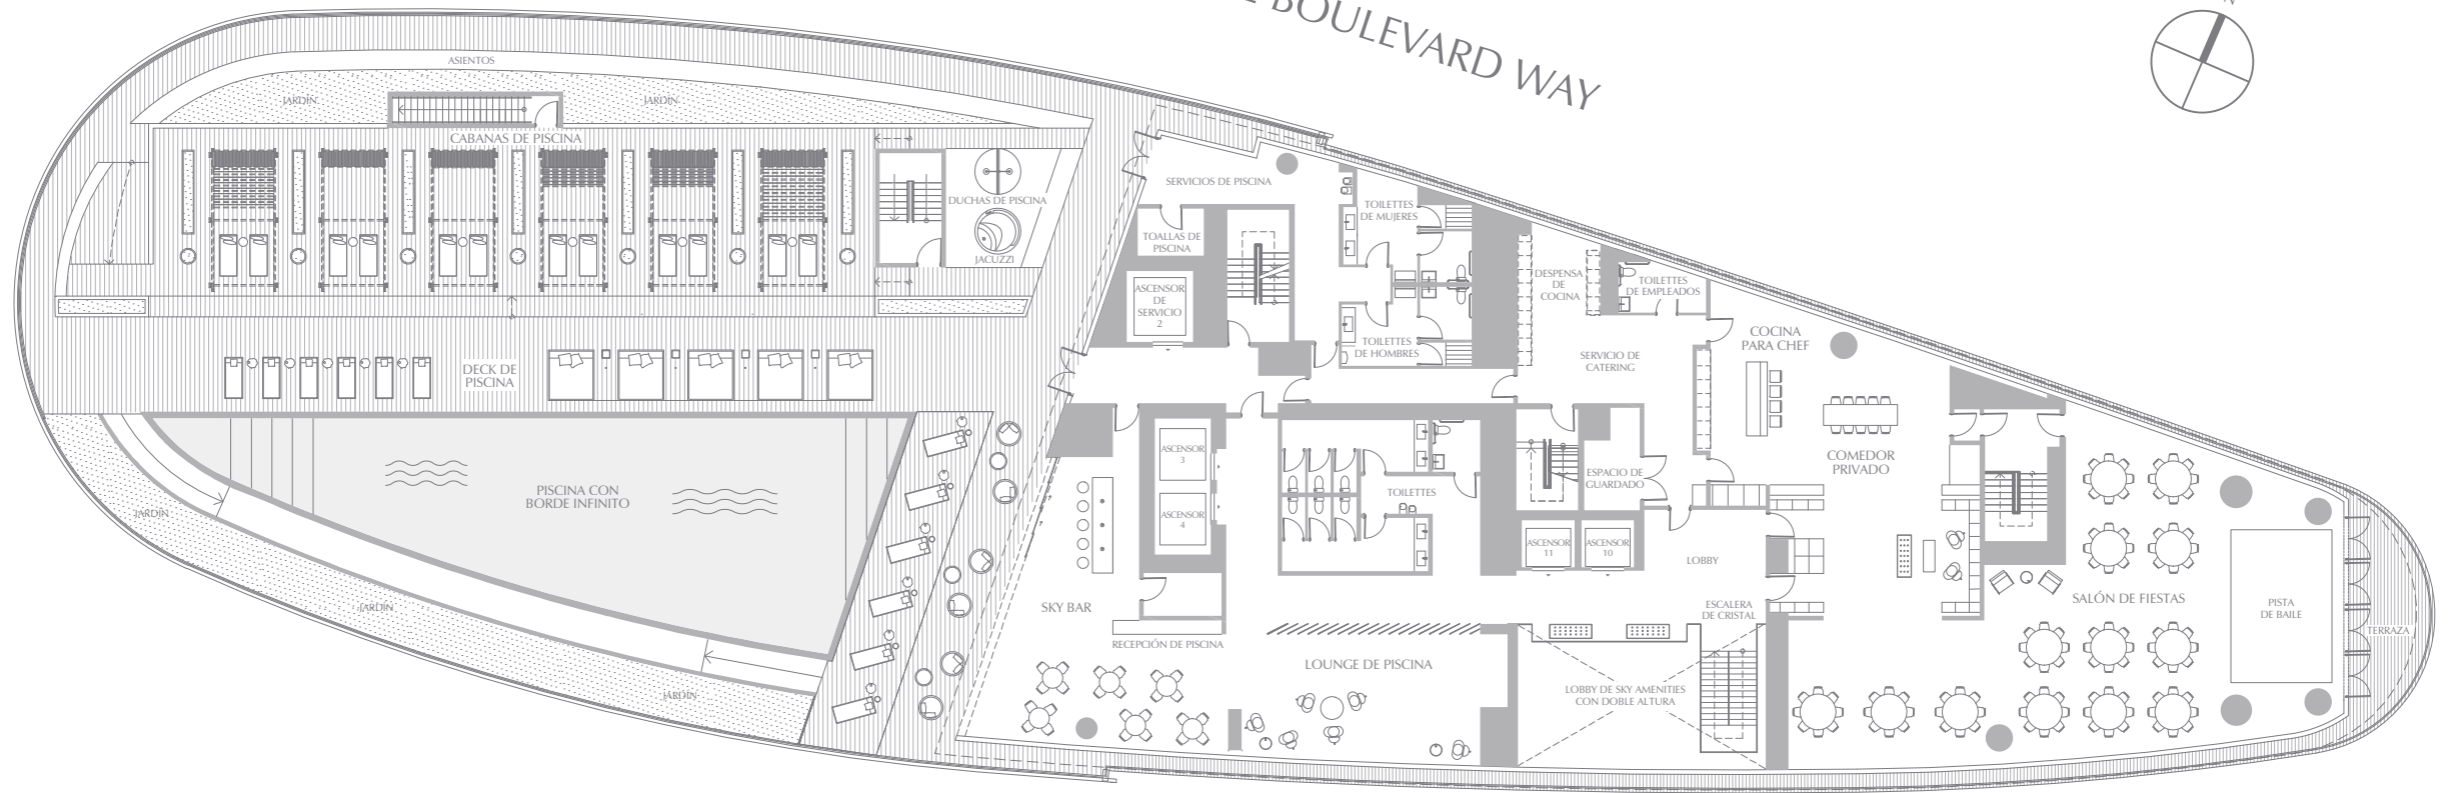 BOULEVARD WAY
N
ASIENTOS
JARDÍN
JARDÍN
CABANAS DE PISCINA
DUCHAS DE PISCINA
JACUZZI
SERVICIOS DE PISCINA
TOALLAS DE
PISCINA
ASCENSOR
DE
SERVICIO
2
TOILETTES
DE MUJERES
TOILETTES
DE HOMBRES
DESPENSA
DE
COCINA
TOILETTES
DE EMPLEADOS
SERVICIO DE
CATERING
COCINA
PARA CHEF
COMEDOR
PRIVADO
DECK DE
PISCINA
PISCINA CON
BORDE INFINITO
JARDÍN
JARDÍN
JARDÍN
ASCENSOR
3
ASCENSOR
4
SKY BAR
RECEPCIÓN DE PISCINA
TOILETTES
ESPACIO DE
GUARDADO
ASCENSOR
11
ASCENSOR
10
LOBBY
ESCALERA
DE CRISTAL
LOUNGE DE PISCINA
LOBBY DE SKY AMENITIES
CON DOBLE ALTURA
SALÓN DE FIESTAS
PISTA
DE BAILE
TERRAZA